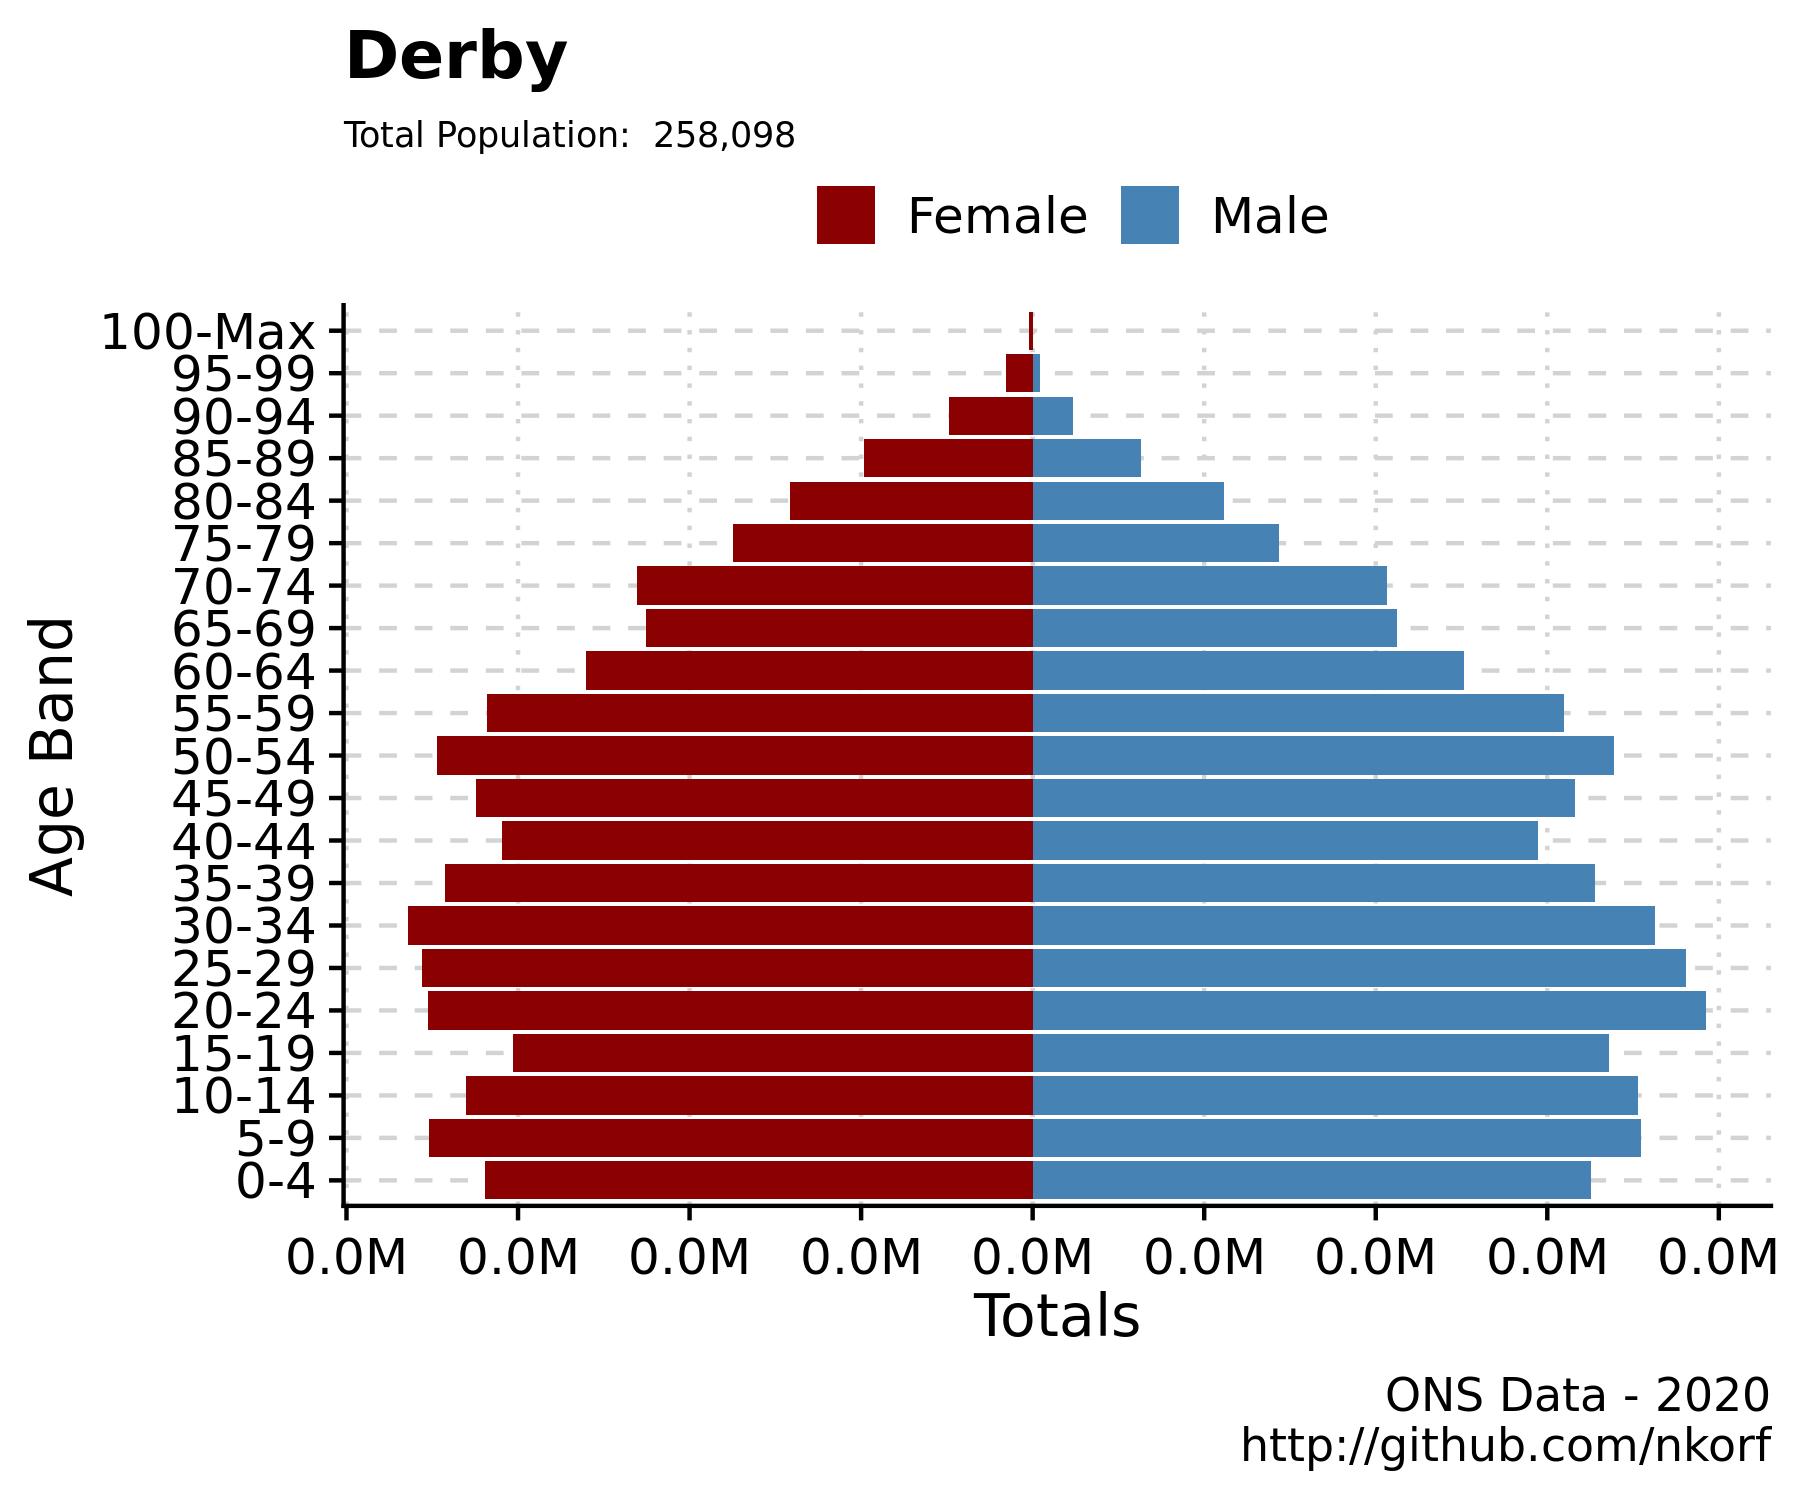 Derby
Total Population:  258,098
Female Male
100-Max
95-99
90-94
85-89
80-84
75-79
70-74
65-69
60-64
55-59
50-54
45-49
40-44
35-39
30-34
25-29
20-24
15-19
10-14
5-9
0-4
Age Band
0.0M 0.0M 0.0M 0.0M 0.0M 0.0M 0.0M 0.0M 0.0M
Totals
ONS Data - 2020
http://github.com/nkorf